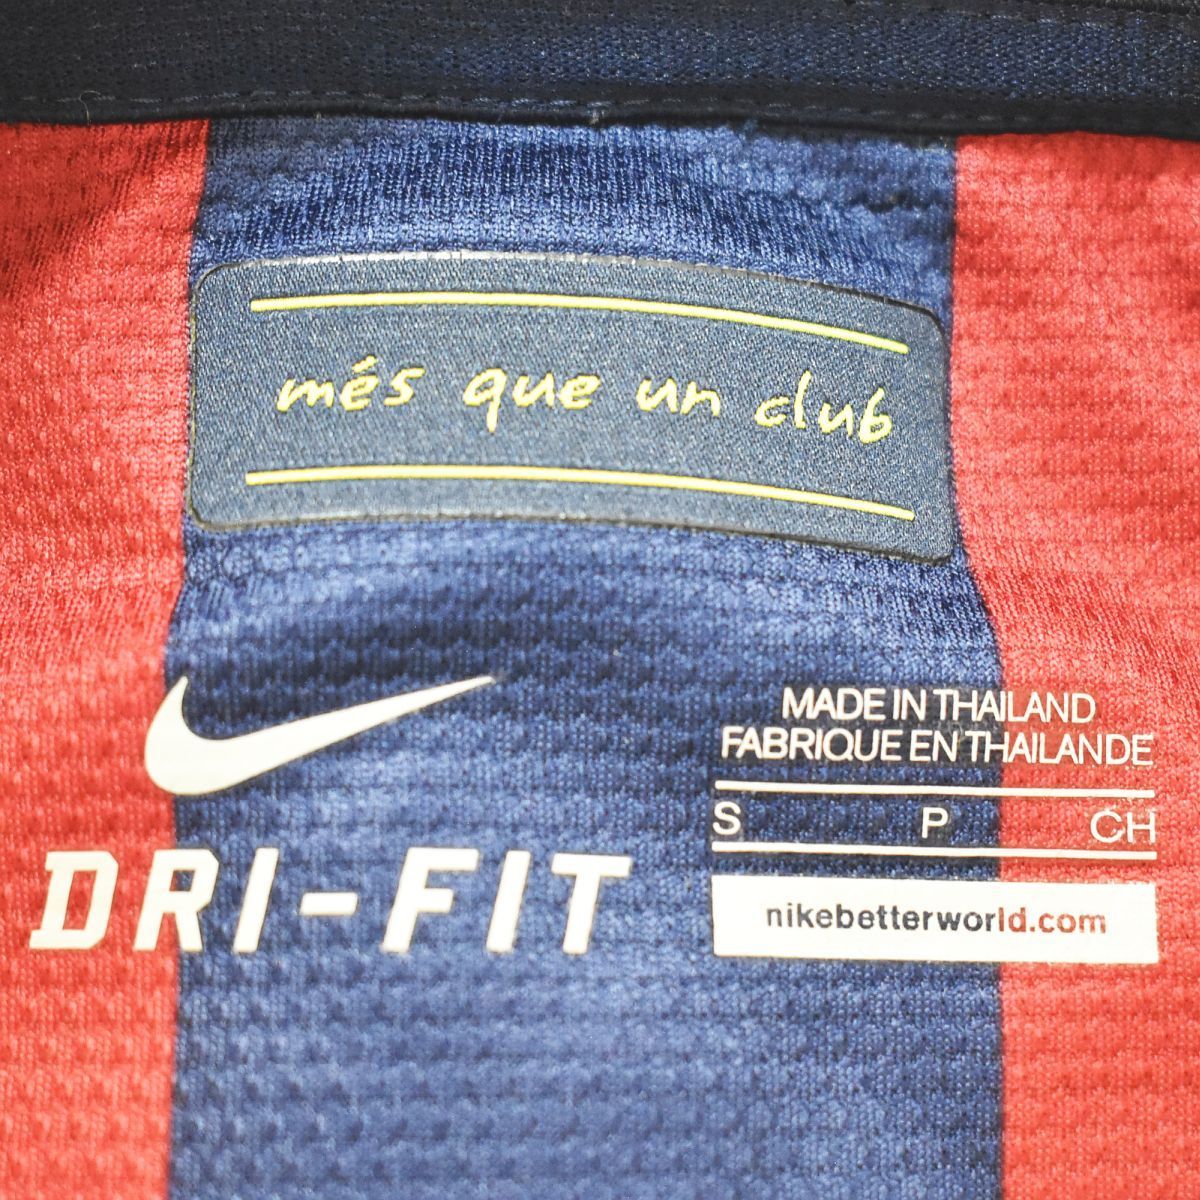 més que un club
MADE IN THAILAND
FABRIQUE EN THAILANDE
S P CH
DRI-FIT
nikebetterworld.com